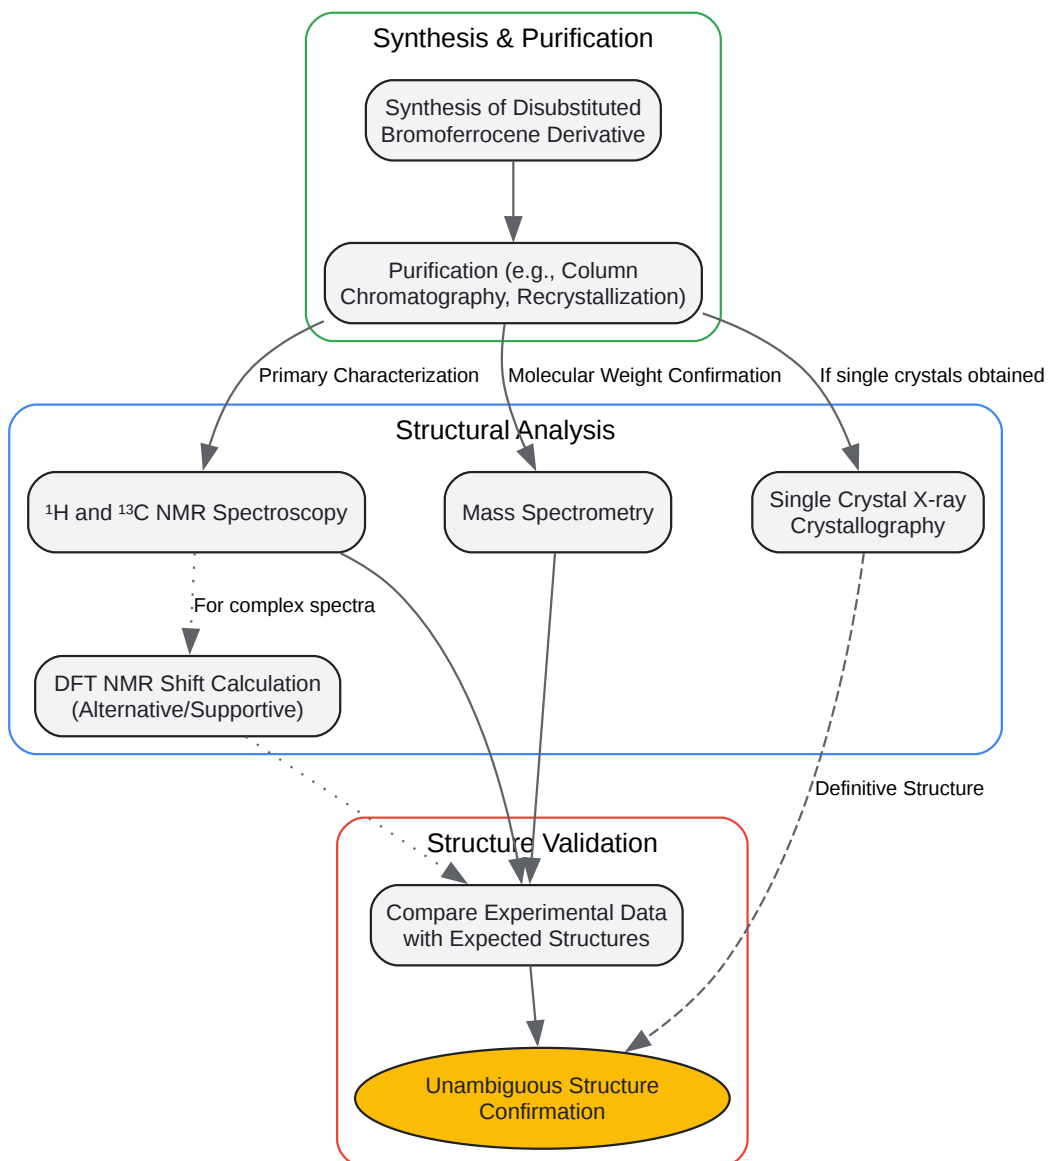 Synthesis & Purification
Synthesis of Disubstituted
Bromoferrocene Derivative
Purification (e.g., Column
Chromatography, Recrystallization)
Primary Characterization
Molecular Weight Confirmation
If single crystals obtained
Structural Analysis
¹H and ¹³C NMR Spectroscopy
Mass Spectrometry
Single Crystal X-ray
Crystallography
For complex spectra
DFT NMR Shift Calculation
(Alternative/Supportive)
Definitive Structure
Structure Validation
Compare Experimental Data
with Expected Structures
Unambiguous Structure
Confirmation